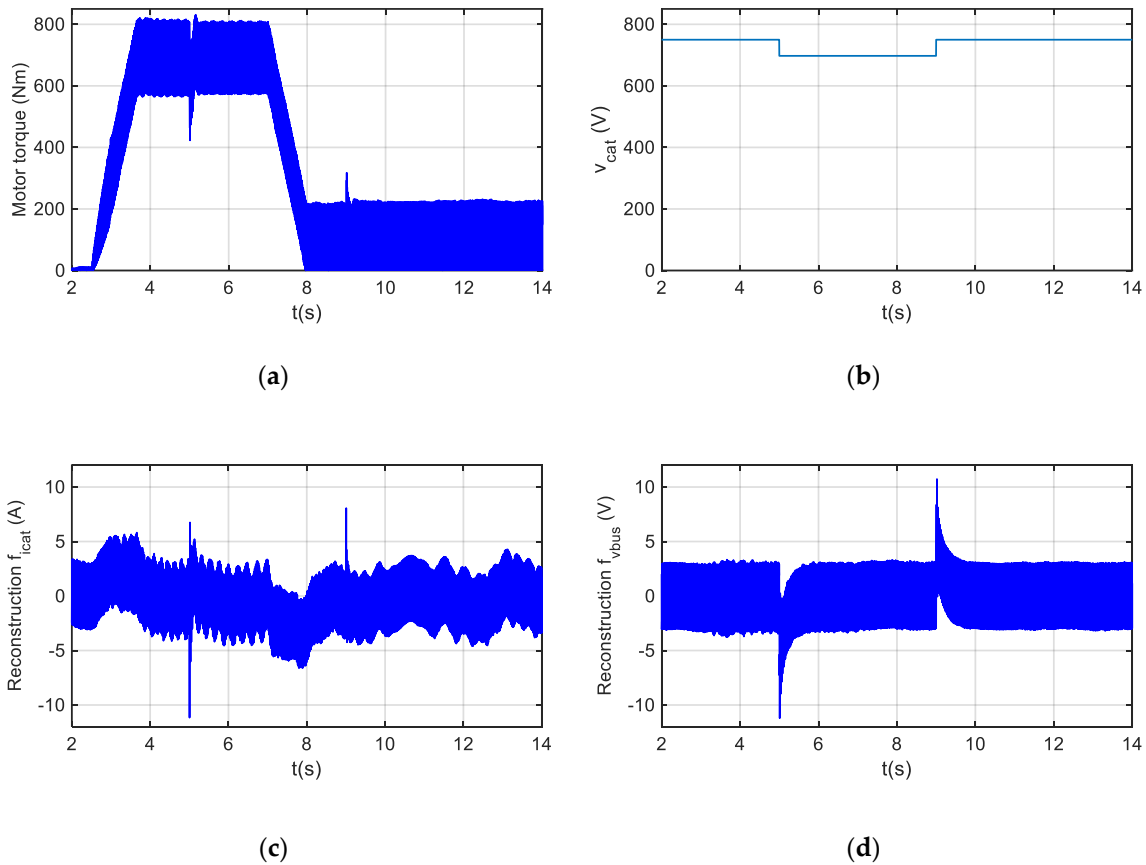 800
600
400
200
0
Motor torque (Nm)
2 4 6 8 10 12 14
t(s)
(a)
800
600
400
200
0
v_cat (V)
2 4 6 8 10 12 14
t(s)
(b)
10
5
0
-5
-10
Reconstruction f_icat (A)
2 4 6 8 10 12 14
t(s)
(c)
10
5
0
-5
-10
Reconstruction f_vbus (V)
2 4 6 8 10 12 14
t(s)
(d)